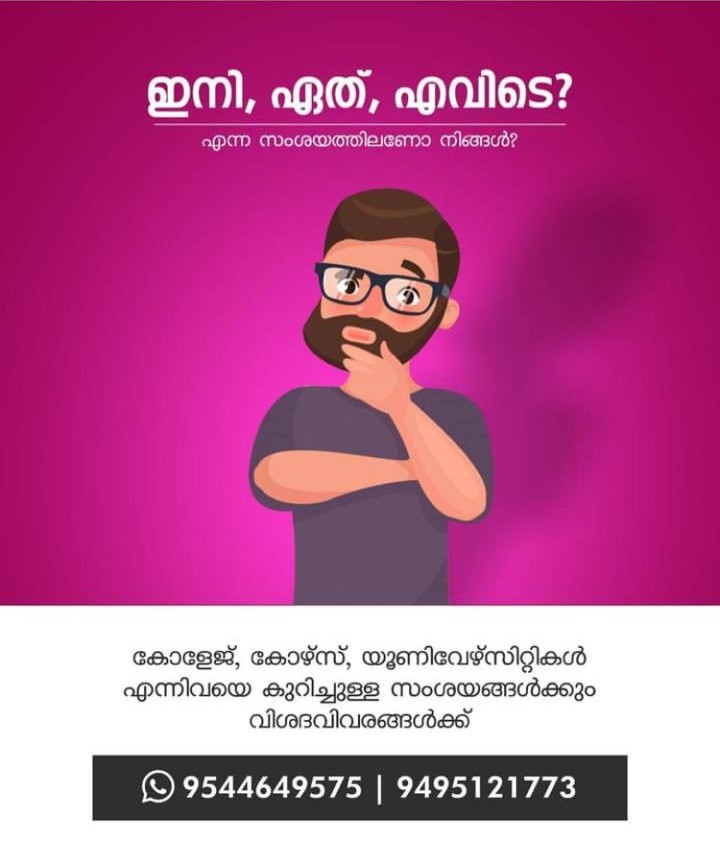 ഇനി, ഏത്, എവിടെ?
എന്ന സംശയത്തിലണോ നിങ്ങൾ?
കോളേജ്, കോഴ്സ്, യൂണിവേഴ്സിറ്റികൾ
എന്നിവയെ കുറിച്ചുള്ള സംശയങ്ങൾക്കും
വിശദവിവരങ്ങൾക്ക്
9544649575 | 9495121773